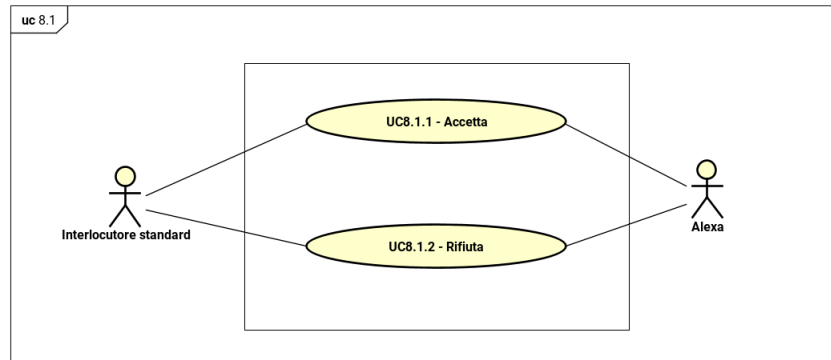 uc 8.1
UC8.1.1 - Accetta
Interlocutore standard
Alexa
UC8.1.2 - Rifiuta